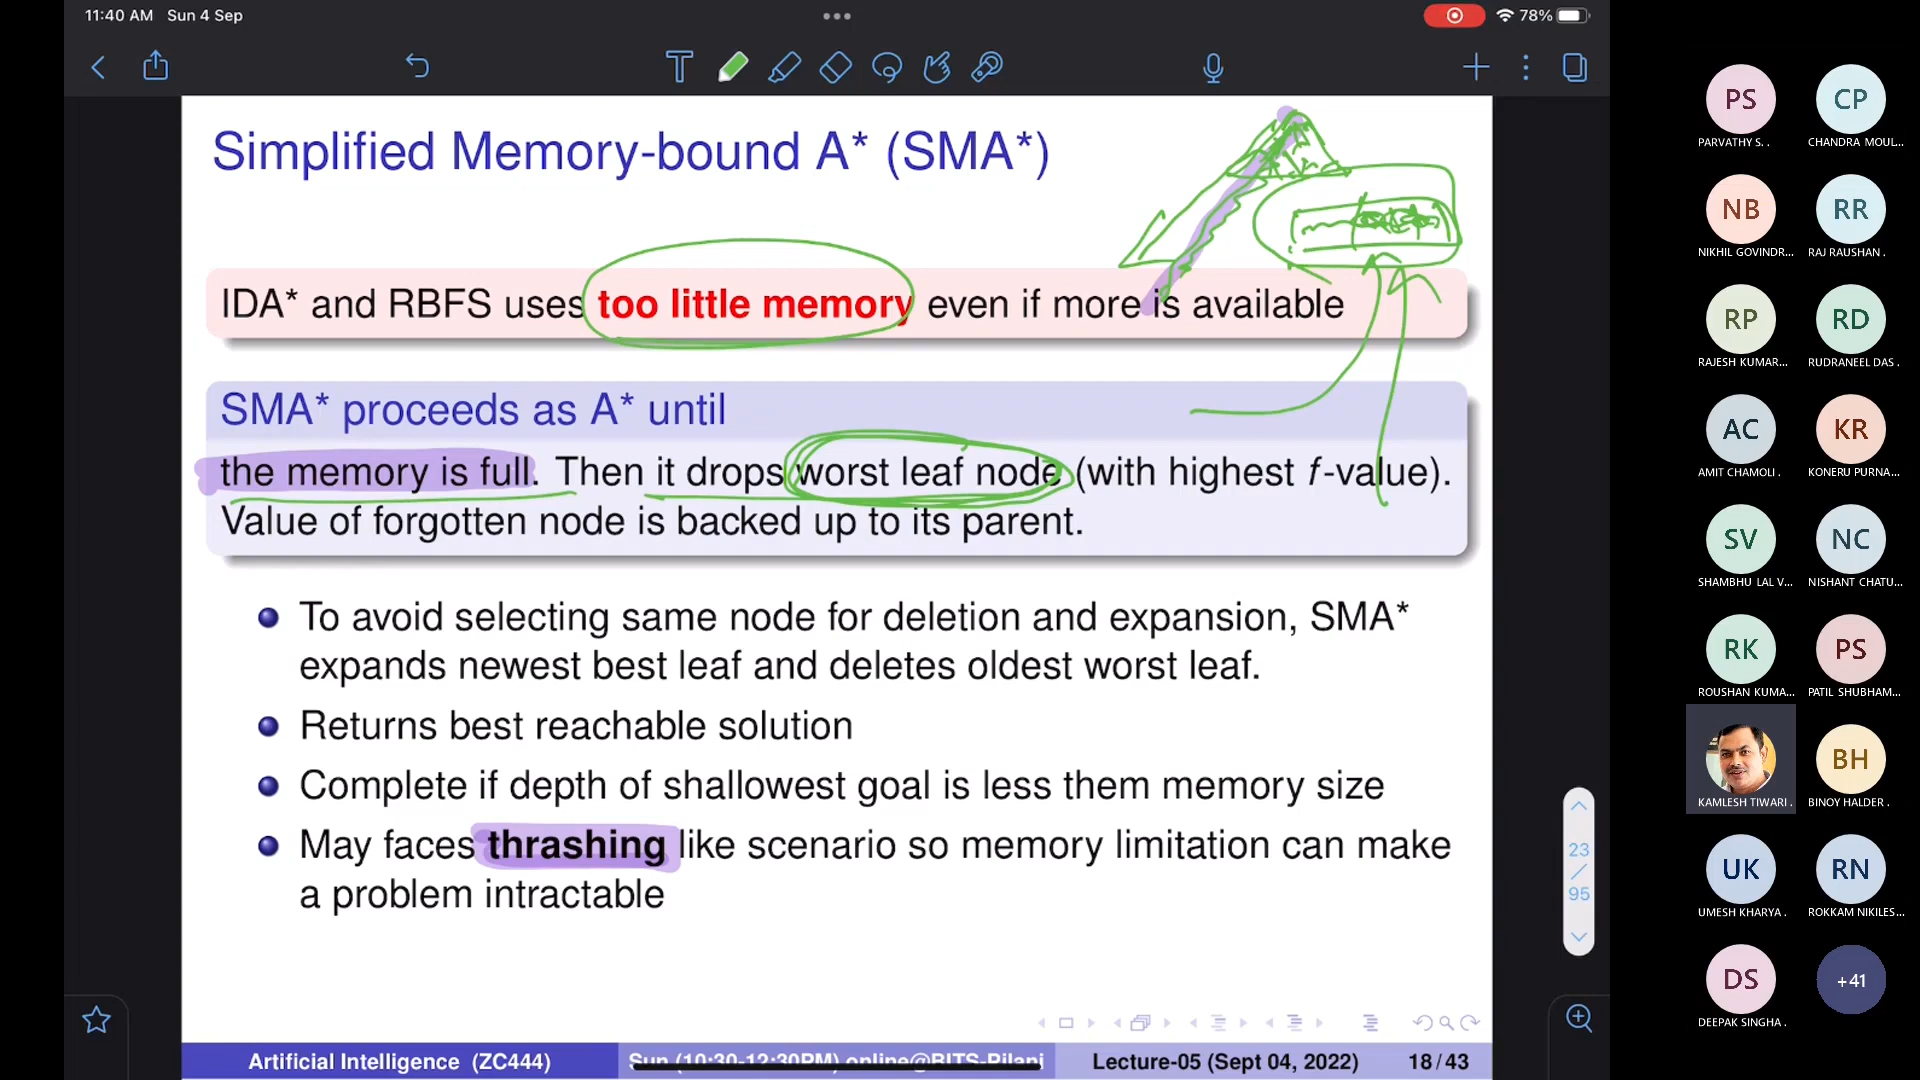 11:40 AM Sun 4 Sep
78%
Simplified Memory-bound A* (SMA*)
IDA* and RBFS uses too little memory even if more is available
SMA* proceeds as A* until
the memory is full. Then it drops worst leaf node (with highest f-value).
Value of forgotten node is backed up to its parent.
To avoid selecting same node for deletion and expansion, SMA*
expands newest best leaf and deletes oldest worst leaf.
Returns best reachable solution
Complete if depth of shallowest goal is less them memory size
May faces thrashing like scenario so memory limitation can make
a problem intractable
23
/
95
Artificial Intelligence (ZC444)
Sun (10:30-12:30PM) online@BITS-Pilani
Lecture-05 (Sept 04, 2022)
18/43
PS
PARVATHY S. .
CP
CHANDRA MOUL...
NB
NIKHIL GOVINDR...
RR
RAJ RAUSHAN .
RP
RAJESH KUMAR...
RD
RUDRANEEL DAS .
AC
AMIT CHAMOLI .
KR
KONERU PURNA...
SV
SHAMBHU LAL V...
NC
NISHANT CHATU...
RK
ROUSHAN KUMA...
PS
PATIL SHUBHAM...
KAMLESH TIWARI .
BH
BINOY HALDER .
UK
UMESH KHARYA .
RN
ROKKAM NIKILES...
DS
DEEPAK SINGHA .
+41